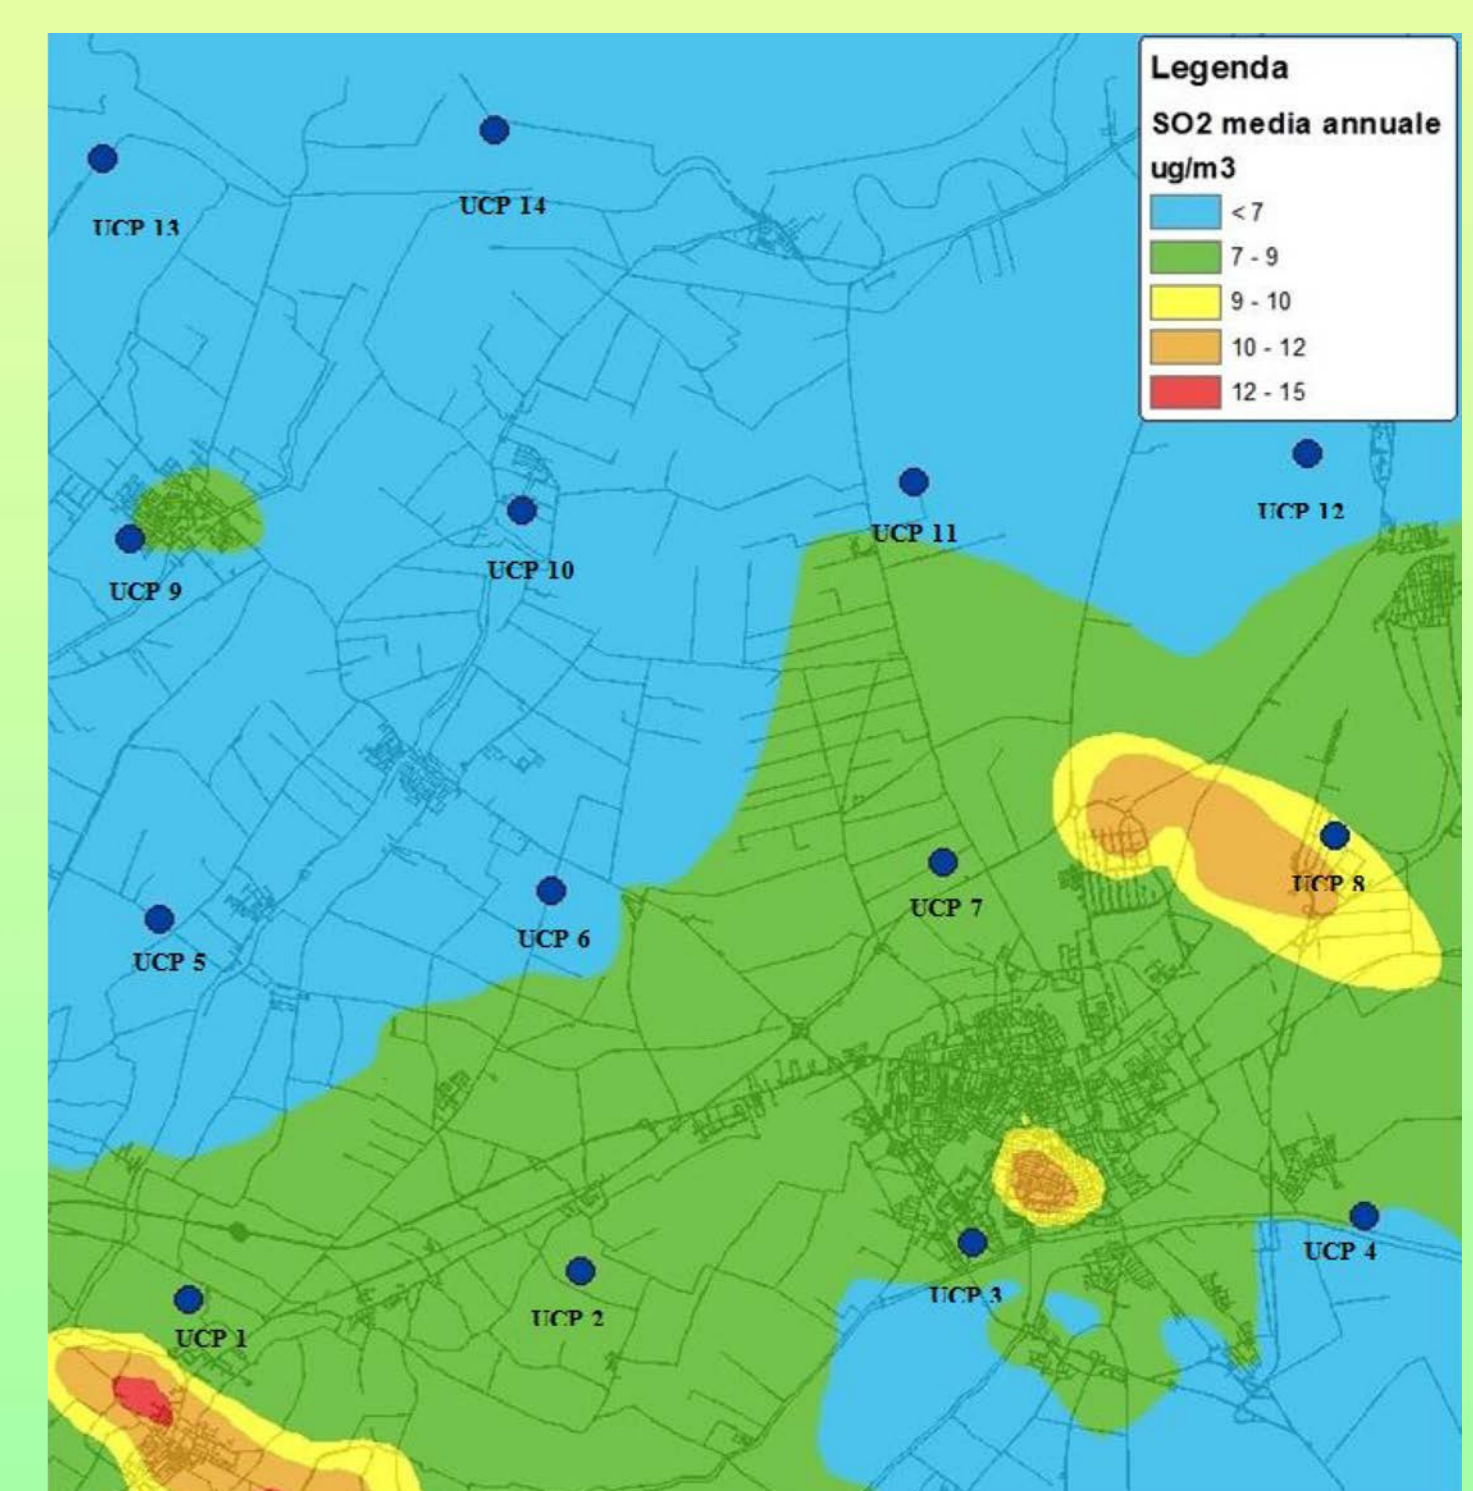 Legenda
SO2 media annuale
ug/m3
< 7
7 - 9
9 - 10
10 - 12
12 - 15
UCP 13
UCP 14
UCP 11
UCP 12
UCP 9
UCP 10
UCP 5
UCP 6
UCP 7
UCP 8
UCP 1
UCP 2
UCP 3
UCP 4